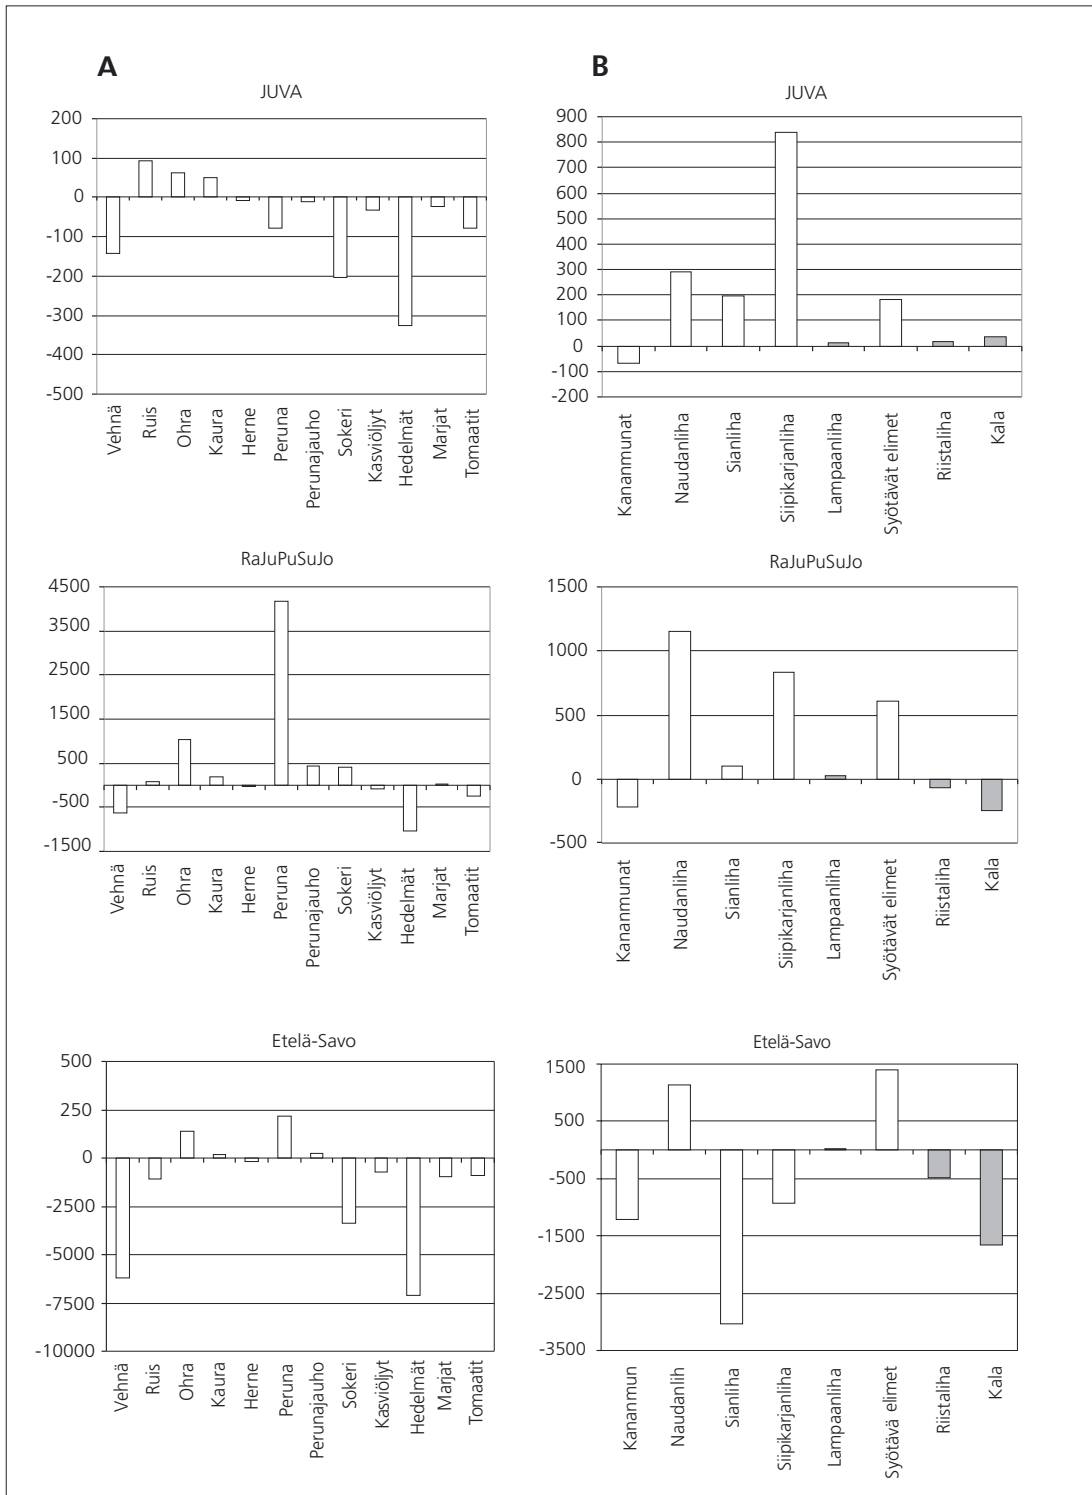 A
B
JUVA
200
100
0
-100
-200
-300
-400
-500
Vehnä
Ruis
Ohra
Kaura
Herne
Peruna
Perunajauho
Sokeri
Kasviöljyt
Hedelmät
Marjat
Tomaatit
JUVA
900
800
700
600
500
400
300
200
100
0
-100
-200
Kananmunat
Naudanliha
Sianliha
Siipikarjanliha
Lampaanliha
Syötävät elimet
Riistaliha
Kala
RaJuPuSuJo
4500
3500
2500
1500
500
-500
-1500
Vehnä
Ruis
Ohra
Kaura
Herne
Peruna
Perunajauho
Sokeri
Kasviöljyt
Hedelmät
Marjat
Tomaatit
RaJuPuSuJo
1500
1000
500
0
-500
Kananmunat
Naudanliha
Sianliha
Siipikarjanliha
Lampaanliha
Syötävät elimet
Riistaliha
Kala
Etelä-Savo
500
250
0
-2500
-5000
-7500
-10000
Vehnä
Ruis
Ohra
Kaura
Herne
Peruna
Perunajauho
Sokeri
Kasviöljyt
Hedelmät
Marjat
Tomaatit
Etelä-Savo
1500
500
-500
-1500
-2500
-3500
Kananmun
Naudanlih
Sianliha
Siipikarjanliha
Lampaanliha
Syötävä elimet
Riistaliha
Kala